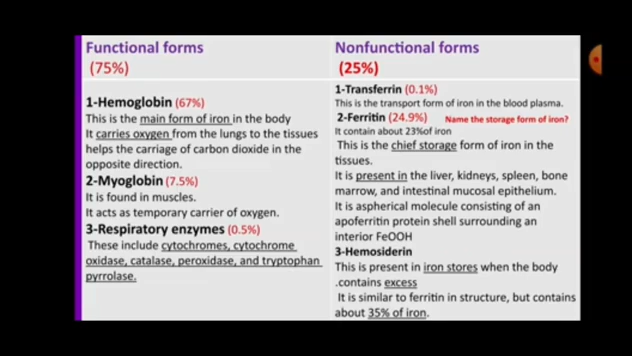 Functional forms
(75%)
1-Hemoglobin (67%)
This is the main form of iron in the body
It carries oxygen from the lungs to the tissues
helps the carriage of carbon dioxide in the
opposite direction.
2-Myoglobin (7.5%)
It is found in muscles.
It acts as temporary carrier of oxygen.
3-Respiratory enzymes (0.5%)
These include cytochromes, cytochrome
oxidase, catalase, peroxidase, and tryptophan
pyrrolase.
Nonfunctional forms
(25%)
1-Transferrin (0.1%)
This is the transport form of iron in the blood plasma.
2-Ferritin (24.9%) Name the storage form of iron?
It contain about 23%of iron
This is the chief storage form of iron in the
tissues.
It is present in the liver, kidneys, spleen, bone
marrow, and intestinal mucosal epithelium.
It is aspherical molecule consisting of an
apoferritin protein shell surrounding an
interior FeOOH
3-Hemosiderin
This is present in iron stores when the body
.contains excess
It is similar to ferritin in structure, but contains
about 35% of iron.